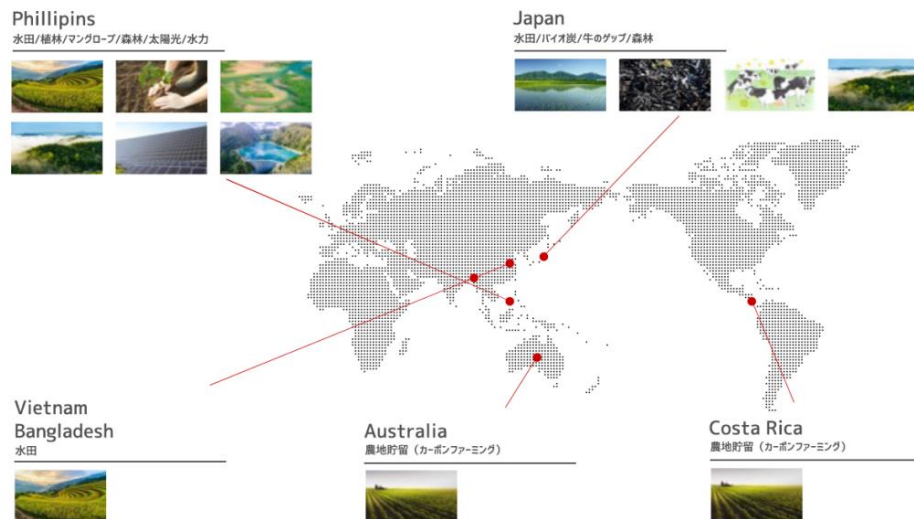 Phillipins
水田/植林/マングローブ/森林/太陽光/水力
Japan
水田/バイオ炭/牛のゲップ/森林
Vietnam
Bangladesh
水田
Australia
農地貯留（カーボンファーミング）
Costa Rica
農地貯留（カーボンファーミング）